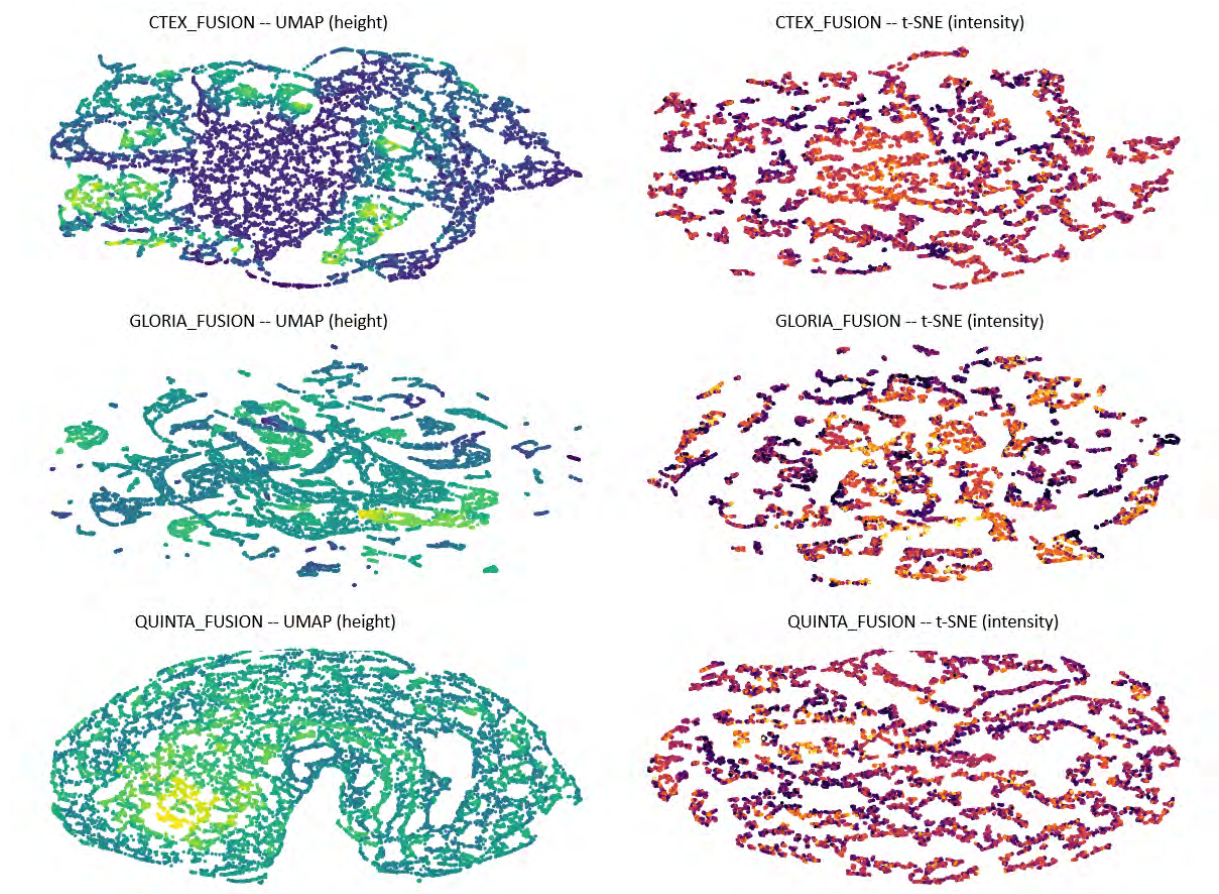 CTEX_FUSION -- UMAP (height)
CTEX_FUSION -- t-SNE (intensity)
GLORIA_FUSION -- UMAP (height)
GLORIA_FUSION -- t-SNE (intensity)
QUINTA_FUSION -- UMAP (height)
QUINTA_FUSION -- t-SNE (intensity)